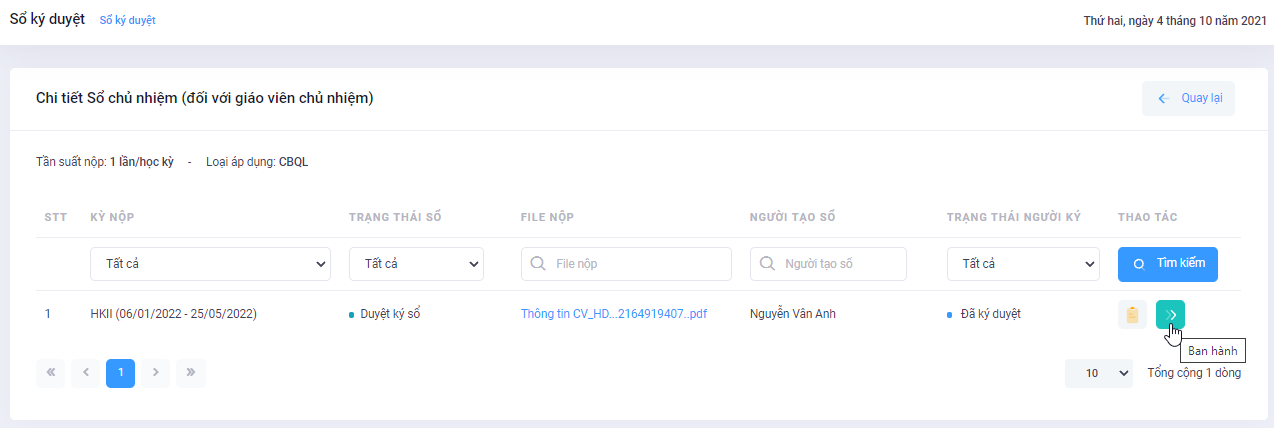 Sổ ký duyệt Sổ ký duyệt Thứ hai, ngày 4 tháng 10 năm 2021
Chi tiết Sổ chủ nhiệm (đối với giáo viên chủ nhiệm) Quay lại
Tần suất nộp: 1 lần/học kỳ - Loại áp dụng: CBQL
STT KỲ NỘP TRẠNG THÁI SỔ FILE NỘP NGƯỜI TẠO SỔ TRẠNG THÁI NGƯỜI KÝ THAO TÁC
Tất cả Tất cả File nộp Người tạo sổ Tất cả Tìm kiếm
1 HKII (06/01/2022 - 25/05/2022) Duyệt ký sổ Thông tin CV_HD...2164919407..pdf Nguyễn Vân Anh Đã ký duyệt
Ban hành
1 10 Tổng cộng 1 dòng